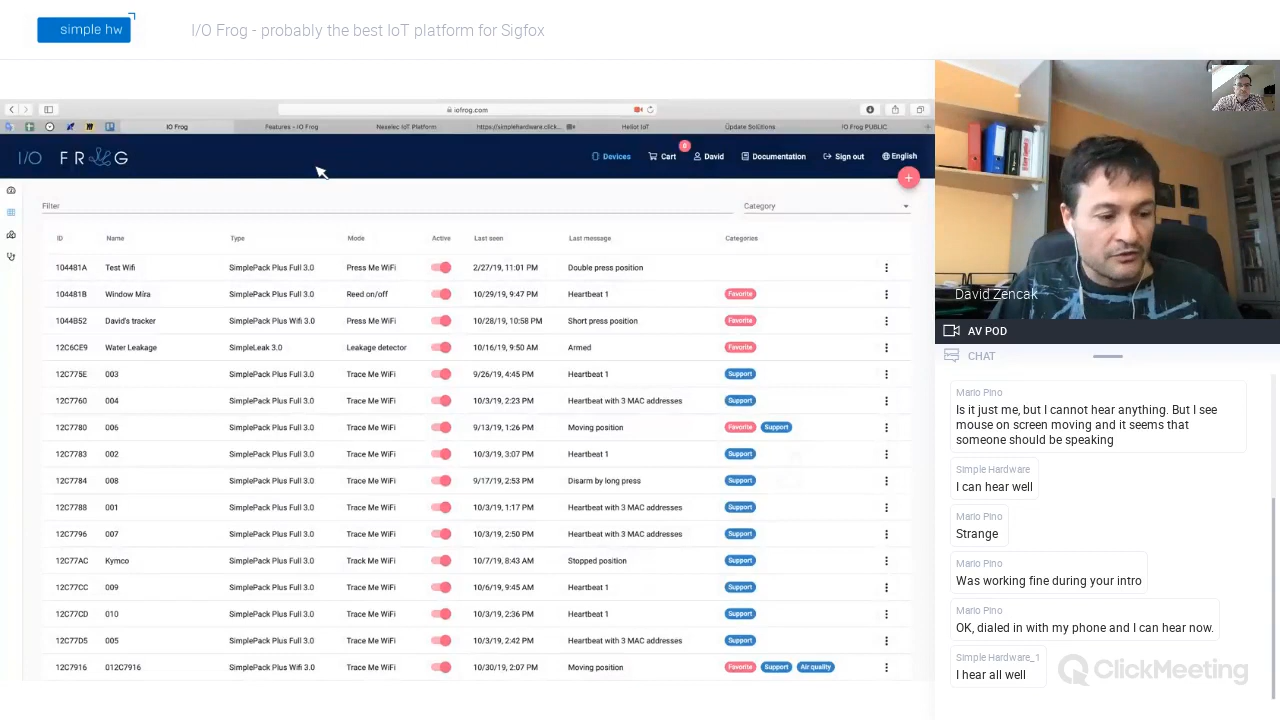 simple hw
I/O Frog - probably the best IoT platform for Sigfox
iofrog.com
IO Frog
Features - I/O Frog
Nezelec IoT Platform
https://simplehardware.click...
Hello! IoT
Update Solutions
IO Frog PUBLIC
I/O FROG
Devices
Cart
0
David
Documentation
Sign out
English
+
Filter
Category
ID Name Type Mode Active Last seen Last message Categories
104481A Test Wifi SimplePack Plus Full 3.0 Press Me WiFi 2/27/19, 11:01 PM Double press position
104481B Window Míra SimplePack Plus Full 3.0 Reed on/off 10/29/19, 9:47 PM Heartbeat 1 Favorite
1044B52 David's tracker SimplePack Plus Wifi 3.0 Press Me WiFi 10/28/19, 10:58 PM Short press position Favorite
12C6CE9 Water Leakage SimpleLeak 3.0 Leakage detector 10/16/19, 9:50 AM Armed Favorite
12C775E 003 SimplePack Plus Full 3.0 Trace Me WiFi 9/26/19, 4:45 PM Heartbeat 1 Support
12C7760 004 SimplePack Plus Full 3.0 Trace Me WiFi 10/3/19, 2:23 PM Heartbeat with 3 MAC addresses Support
12C7780 006 SimplePack Plus Full 3.0 Trace Me WiFi 9/13/19, 1:26 PM Moving position Favorite Support
12C7783 002 SimplePack Plus Full 3.0 Trace Me WiFi 10/3/19, 3:07 PM Heartbeat 1 Support
12C7784 008 SimplePack Plus Full 3.0 Trace Me WiFi 9/17/19, 2:53 PM Disarm by long press Support
12C7788 001 SimplePack Plus Full 3.0 Trace Me WiFi 10/3/19, 1:17 PM Heartbeat with 3 MAC addresses Support
12C7796 007 SimplePack Plus Full 3.0 Trace Me WiFi 10/3/19, 2:50 PM Heartbeat with 3 MAC addresses Support
12C77AC Kymco SimplePack Plus Full 3.0 Track Me WiFi 10/7/19, 8:43 AM Stopped position Support
12C77CC 009 SimplePack Plus Full 3.0 Trace Me WiFi 10/6/19, 9:45 AM Heartbeat 1 Support
12C77CD 010 SimplePack Plus Full 3.0 Trace Me WiFi 10/3/19, 2:36 PM Heartbeat 1 Support
12C77D5 005 SimplePack Plus Full 3.0 Trace Me WiFi 10/3/19, 2:42 PM Heartbeat with 3 MAC addresses Support
12C7916 012C7916 SimplePack Plus Wifi 3.0 Trace Me WiFi 10/30/19, 2:07 PM Moving position Favorite Support Air quality
David Zencak
AV POD
CHAT
Mario Pino
Is it just me, but I cannot hear anything. But I see
mouse on screen moving and it seems that
someone should be speaking
Simple Hardware
I can hear well
Mario Pino
Strange
Mario Pino
Was working fine during your intro
Mario Pino
OK, dialed in with my phone and I can hear now.
Simple Hardware_1
I hear all well
ClickMeeting